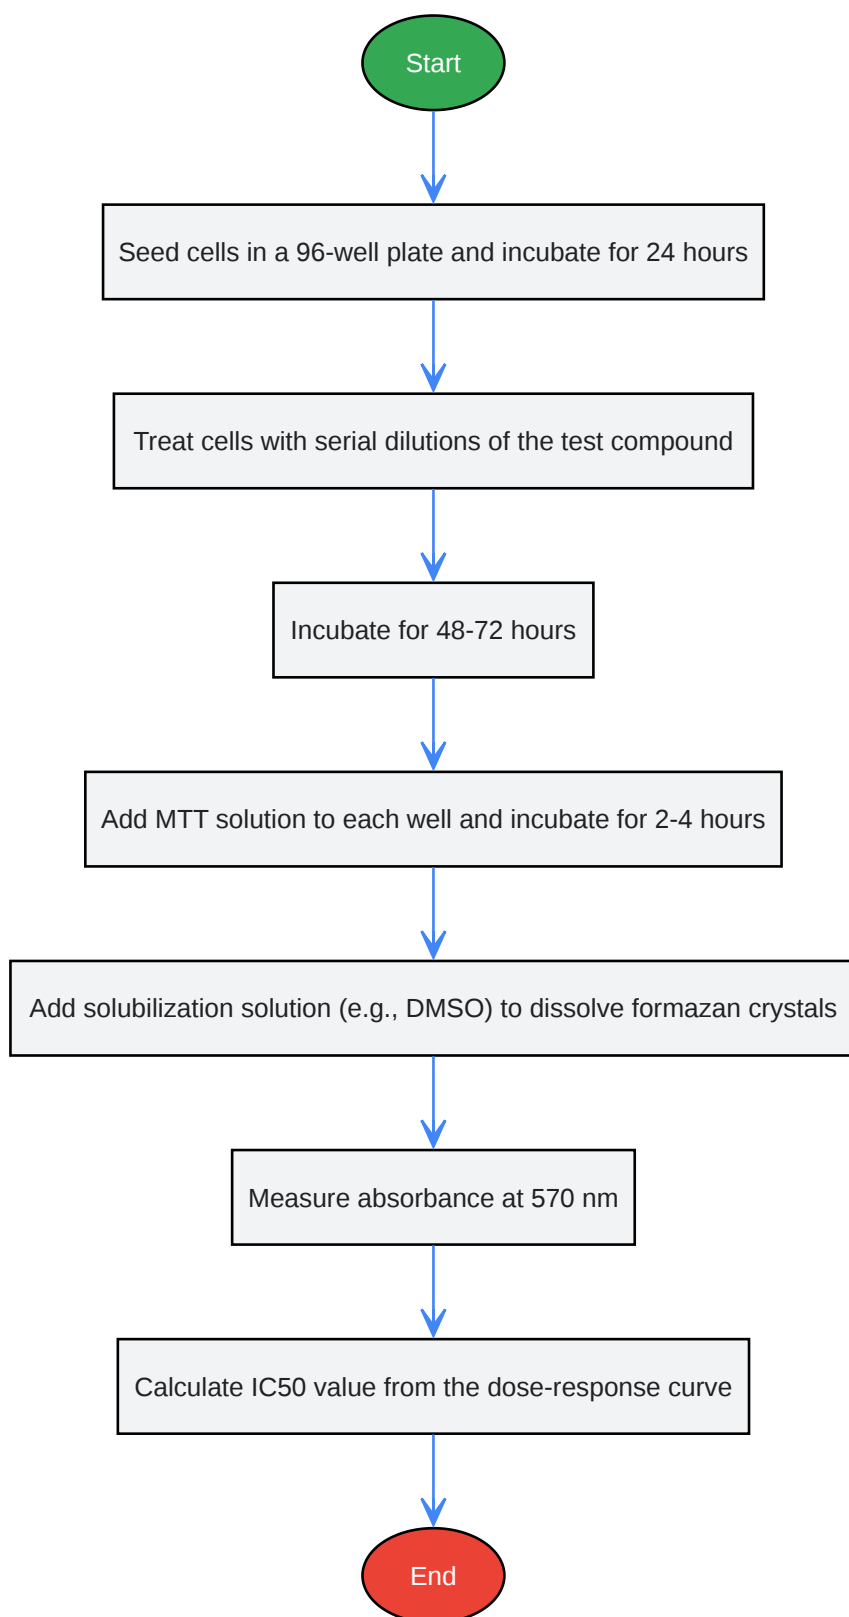 Start
Seed cells in a 96-well plate and incubate for 24 hours
Treat cells with serial dilutions of the test compound
Incubate for 48-72 hours
Add MTT solution to each well and incubate for 2-4 hours
Add solubilization solution (e.g., DMSO) to dissolve formazan crystals
Measure absorbance at 570 nm
Calculate IC50 value from the dose-response curve
End